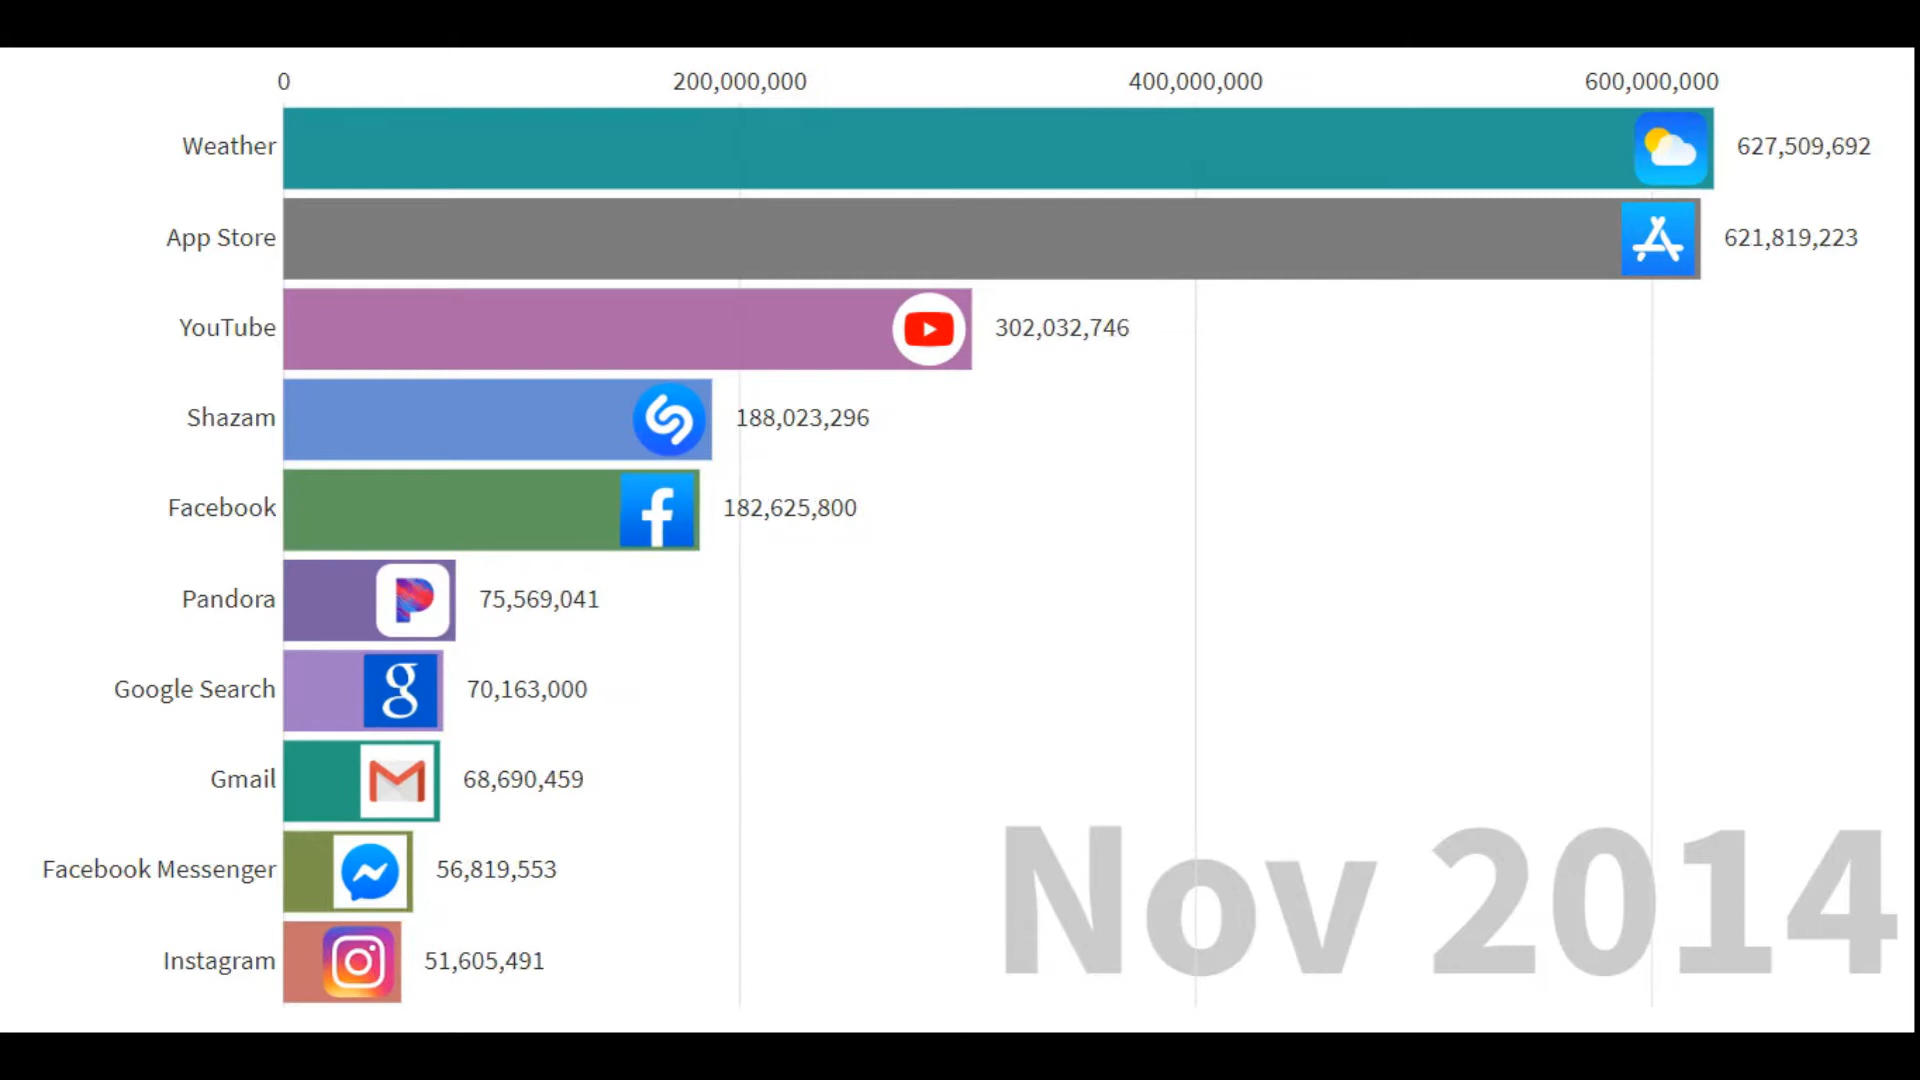 0 200,000,000 400,000,000 600,000,000
Weather 627,509,692
App Store 621,819,223
YouTube 302,032,746
Shazam 188,023,296
Facebook 182,625,800
Pandora 75,569,041
Google Search 70,163,000
Gmail 68,690,459
Facebook Messenger 56,819,553
Instagram 51,605,491
Nov 2014